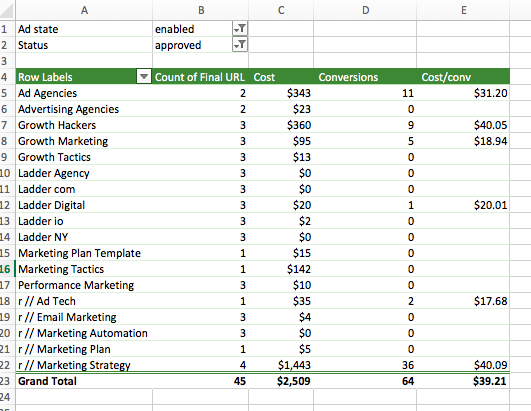 A B C D E
1 Ad state enabled
2 Status approved
3
4 Row Labels Count of Final URL Cost Conversions Cost/conv
5 Ad Agencies 2 $343 11 $31.20
6 Advertising Agencies 2 $23 0
7 Growth Hackers 3 $360 9 $40.05
8 Growth Marketing 3 $95 5 $18.94
9 Growth Tactics 3 $13 0
10 Ladder Agency 3 $0 0
11 Ladder com 3 $0 0
12 Ladder Digital 3 $20 1 $20.01
13 Ladder io 3 $2 0
14 Ladder NY 3 $0 0
15 Marketing Plan Template 1 $15 0
16 Marketing Tactics 1 $142 0
17 Performance Marketing 3 $10 0
18 r // Ad Tech 1 $35 2 $17.68
19 r // Email Marketing 3 $4 0
20 r // Marketing Automation 3 $0 0
21 r // Marketing Plan 1 $5 0
22 r // Marketing Strategy 4 $1,443 36 $40.09
23 Grand Total 45 $2,509 64 $39.21
24